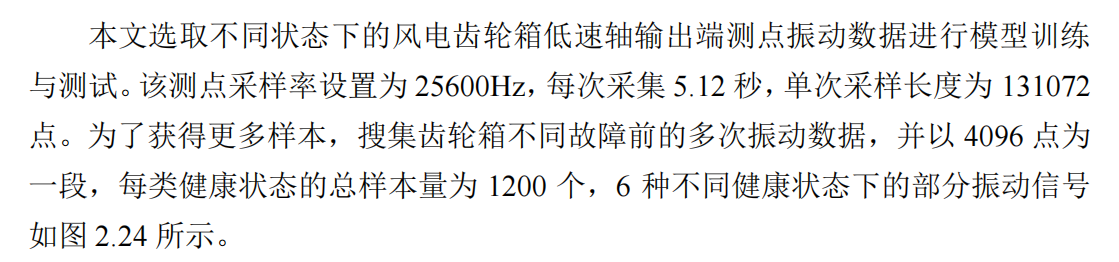 本文选取不同状态下的风电齿轮箱低速轴输出端测点振动数据进行模型训练
与测试。该测点采样率设置为 25600Hz，每次采集 5.12 秒，单次采样长度为 131072
点。为了获得更多样本，搜集齿轮箱不同故障前的多次振动数据，并以 4096 点为
一段，每类健康状态的总样本量为 1200 个，6 种不同健康状态下的部分振动信号
如图 2.24 所示。